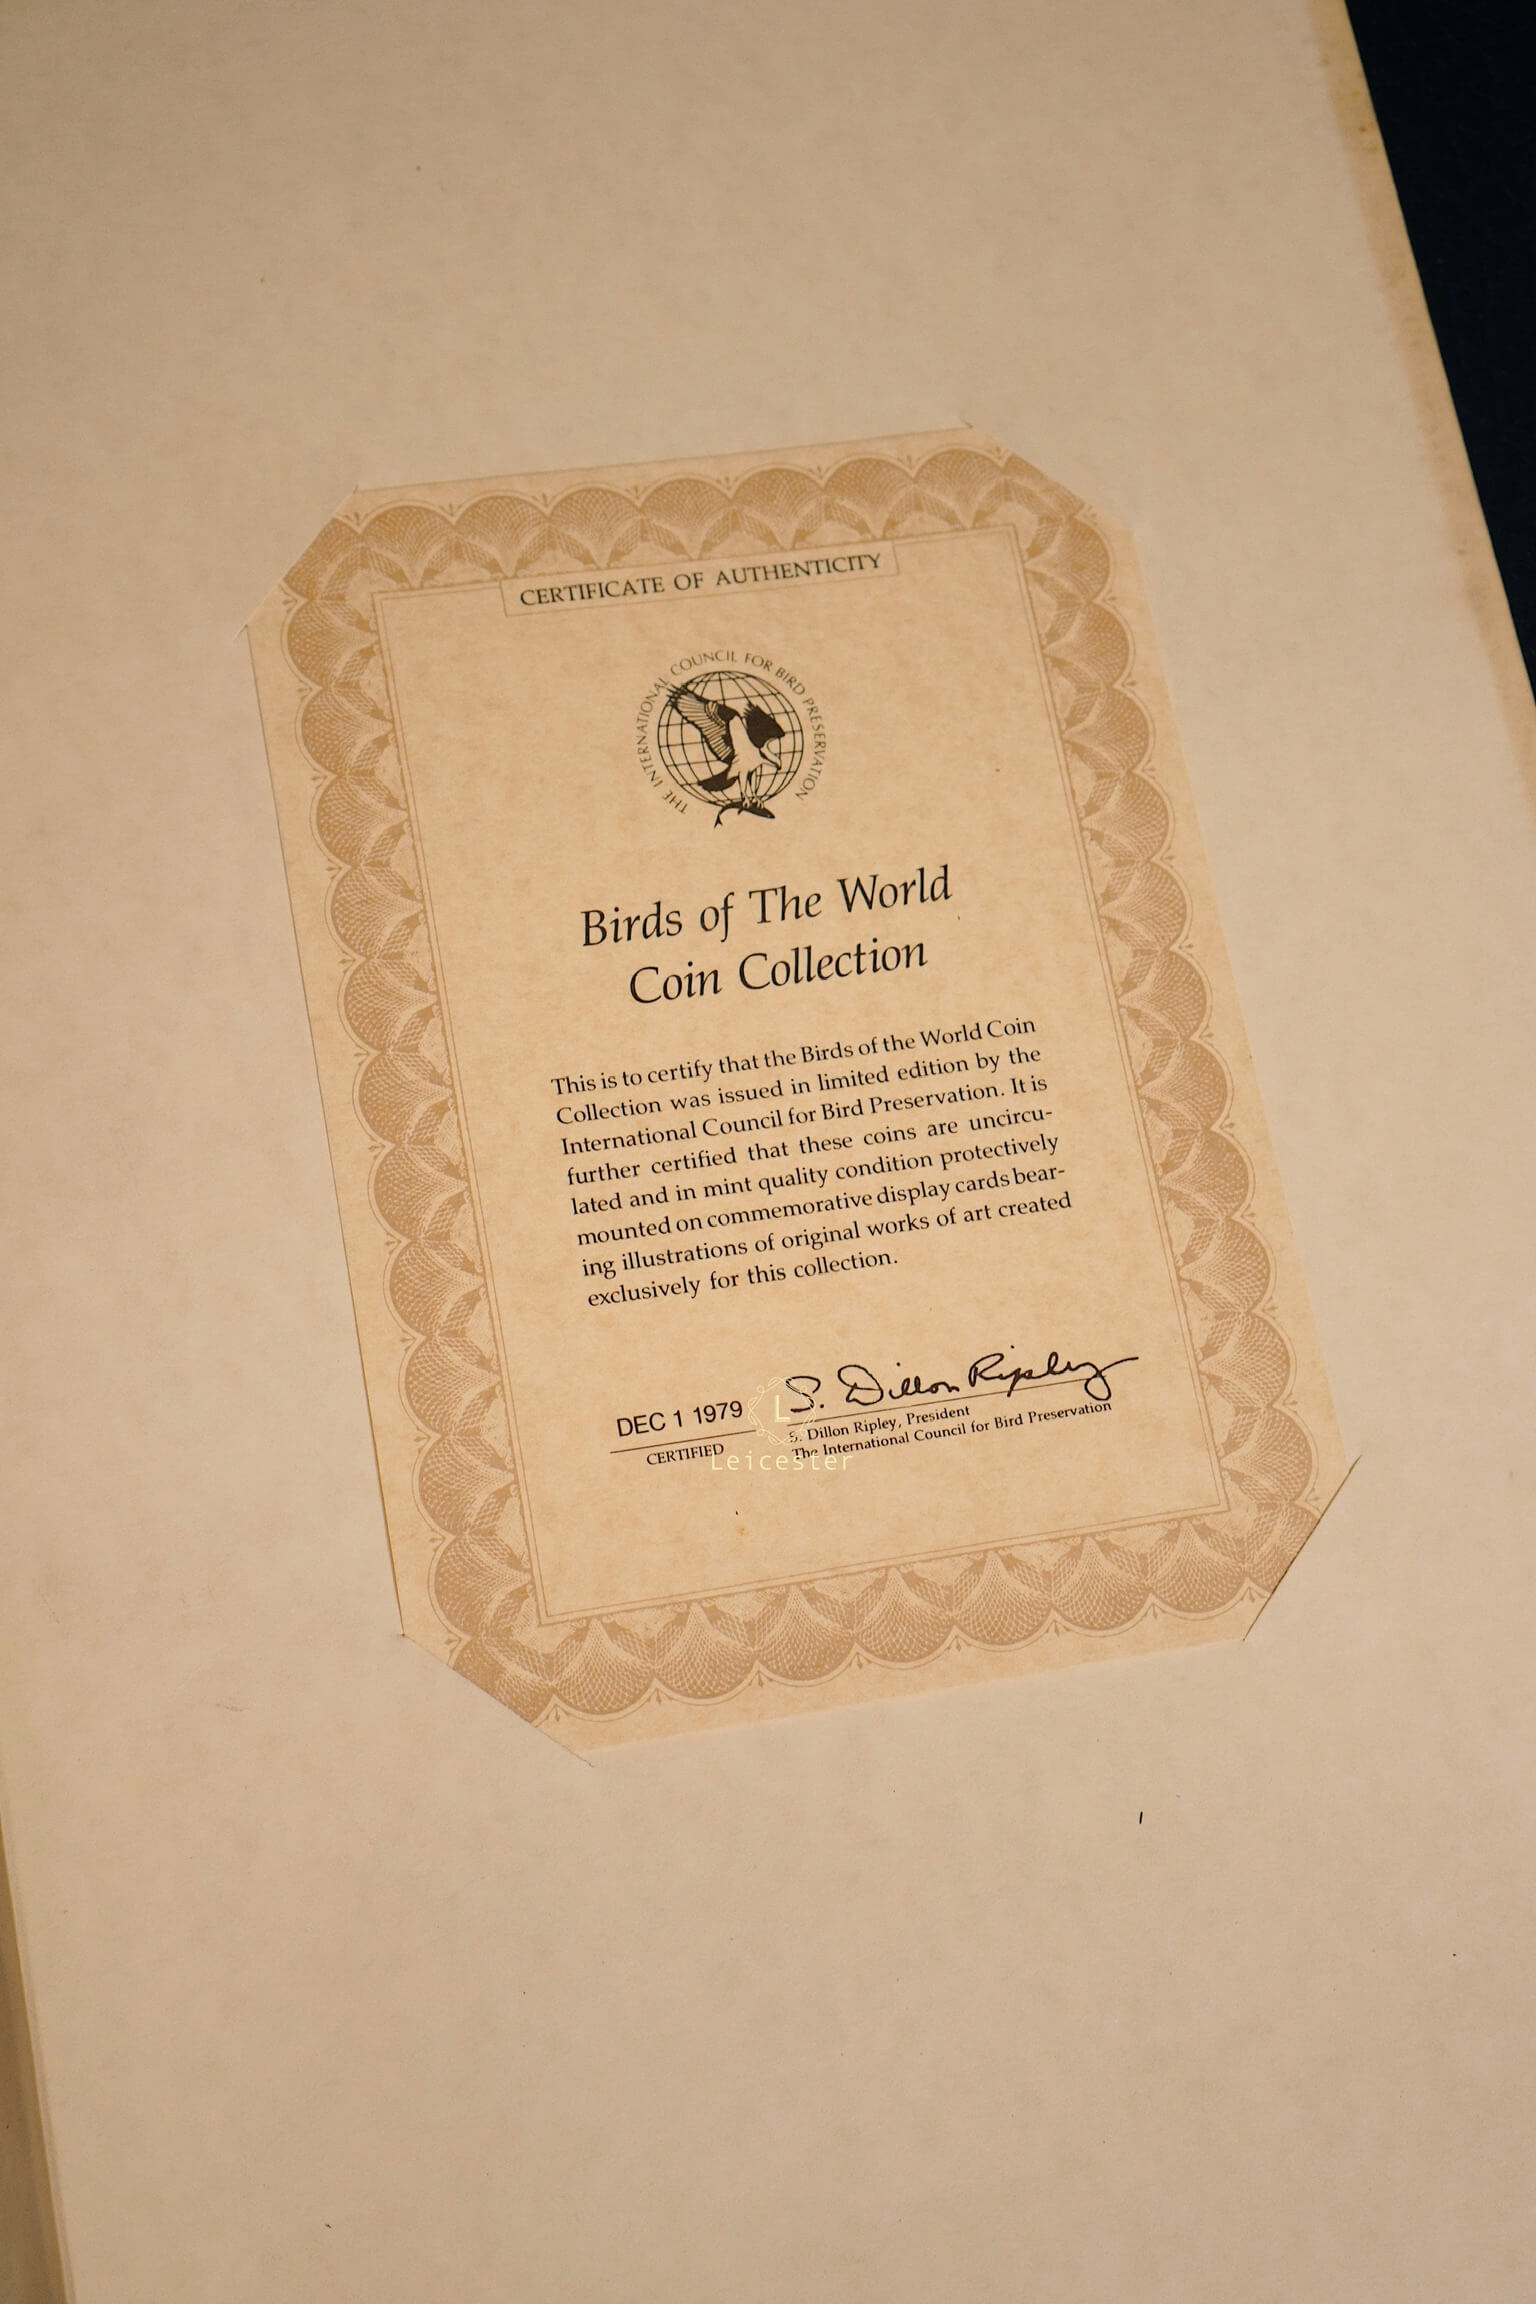 CERTIFICATE OF AUTHENTICITY
THE INTERNATIONAL COUNCIL FOR BIRD PRESERVATION
Birds of The World
Coin Collection
This is to certify that the Birds of the World Coin
Collection was issued in limited edition by the
International Council for Bird Preservation. It is
further certified that these coins are uncircu-
lated and in mint quality condition protectively
mounted on commemorative display cards bear-
ing illustrations of original works of art created
exclusively for this collection.
DEC 1 1979
CERTIFIED
S. Dillon Ripley
S. Dillon Ripley, President
The International Council for Bird Preservation
L
Leicester